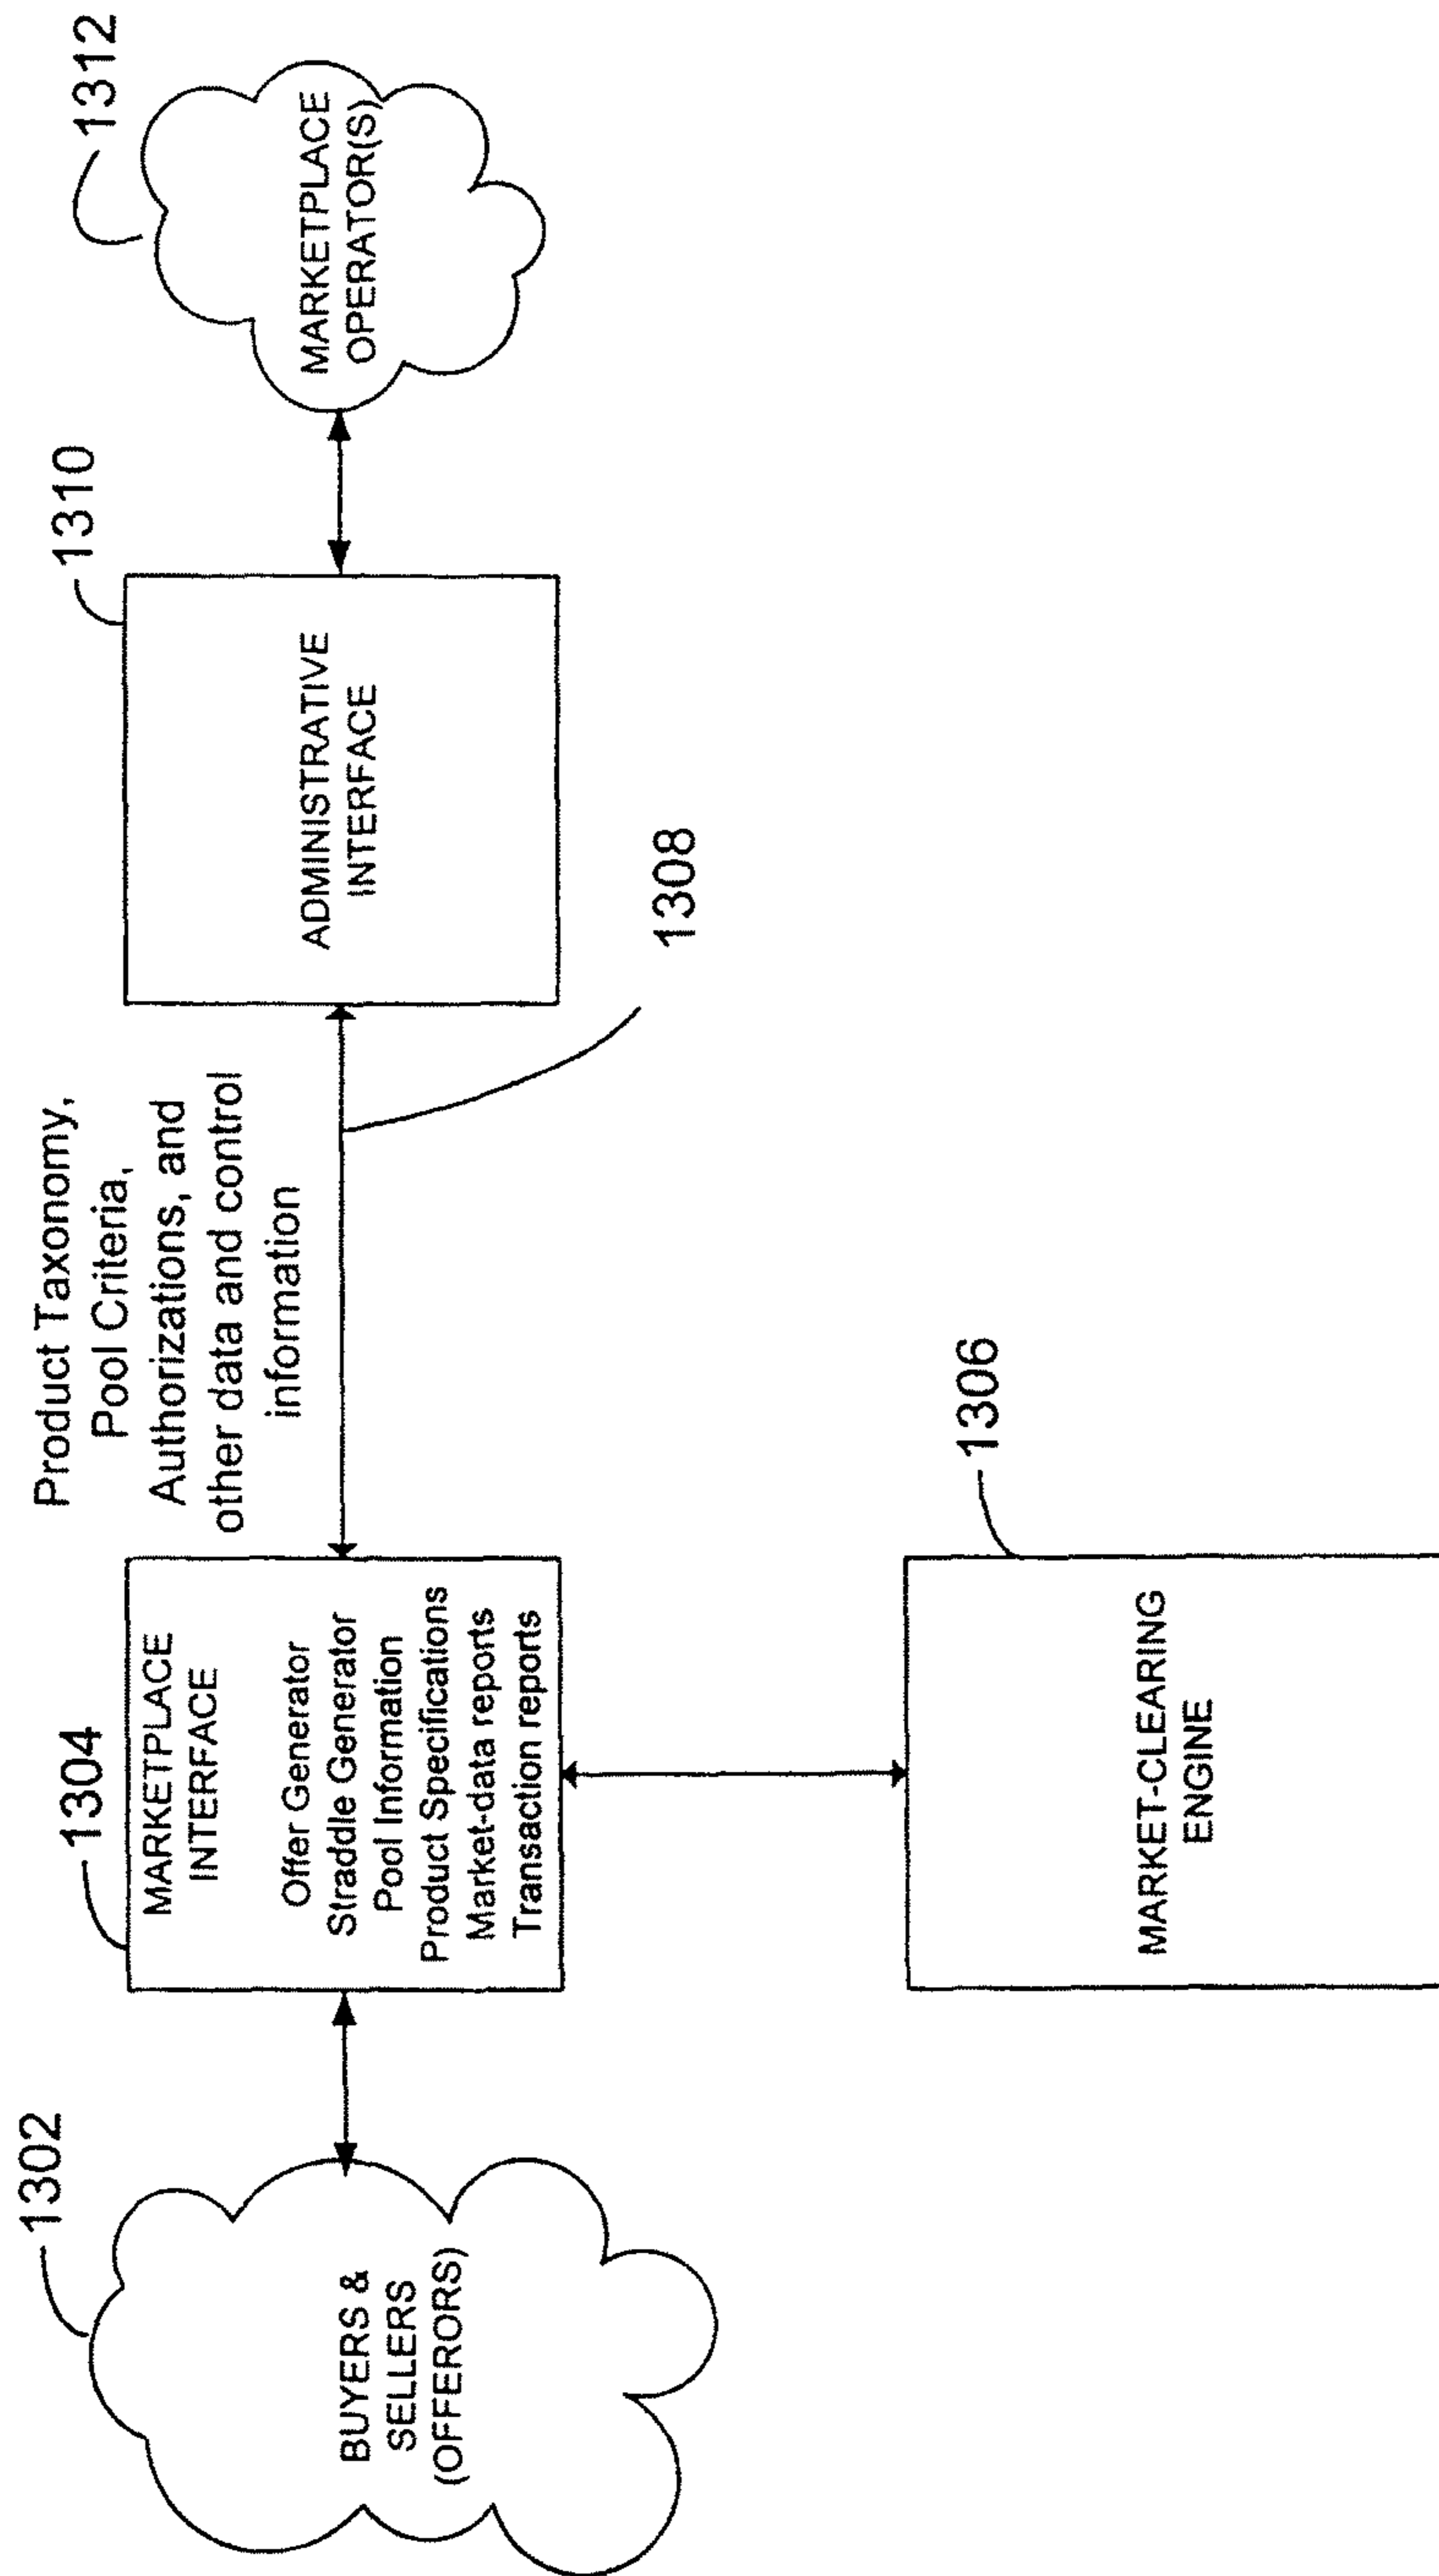 1302
BUYERS &
SELLERS
(OFFERORS)
1304
MARKETPLACE
INTERFACE
Offer Generator
Straddle Generator
Pool Information
Product Specifications
Market-data reports
Transaction reports
1306
MARKET-CLEARING
ENGINE
Product Taxonomy,
Pool Criteria,
Authorizations, and
other data and control
information
1308
1310
ADMINISTRATIVE
INTERFACE
1312
MARKETPLACE
OPERATOR(S)